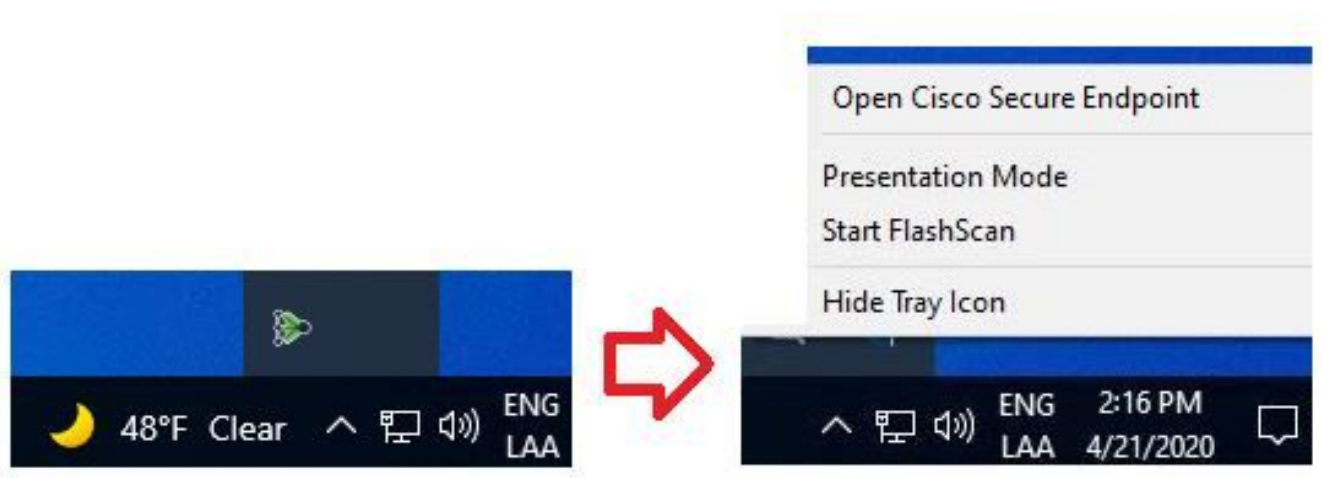 48°F Clear
ENG
LAA
Open Cisco Secure Endpoint
Presentation Mode
Start FlashScan
Hide Tray Icon
ENG
LAA
2:16 PM
4/21/2020